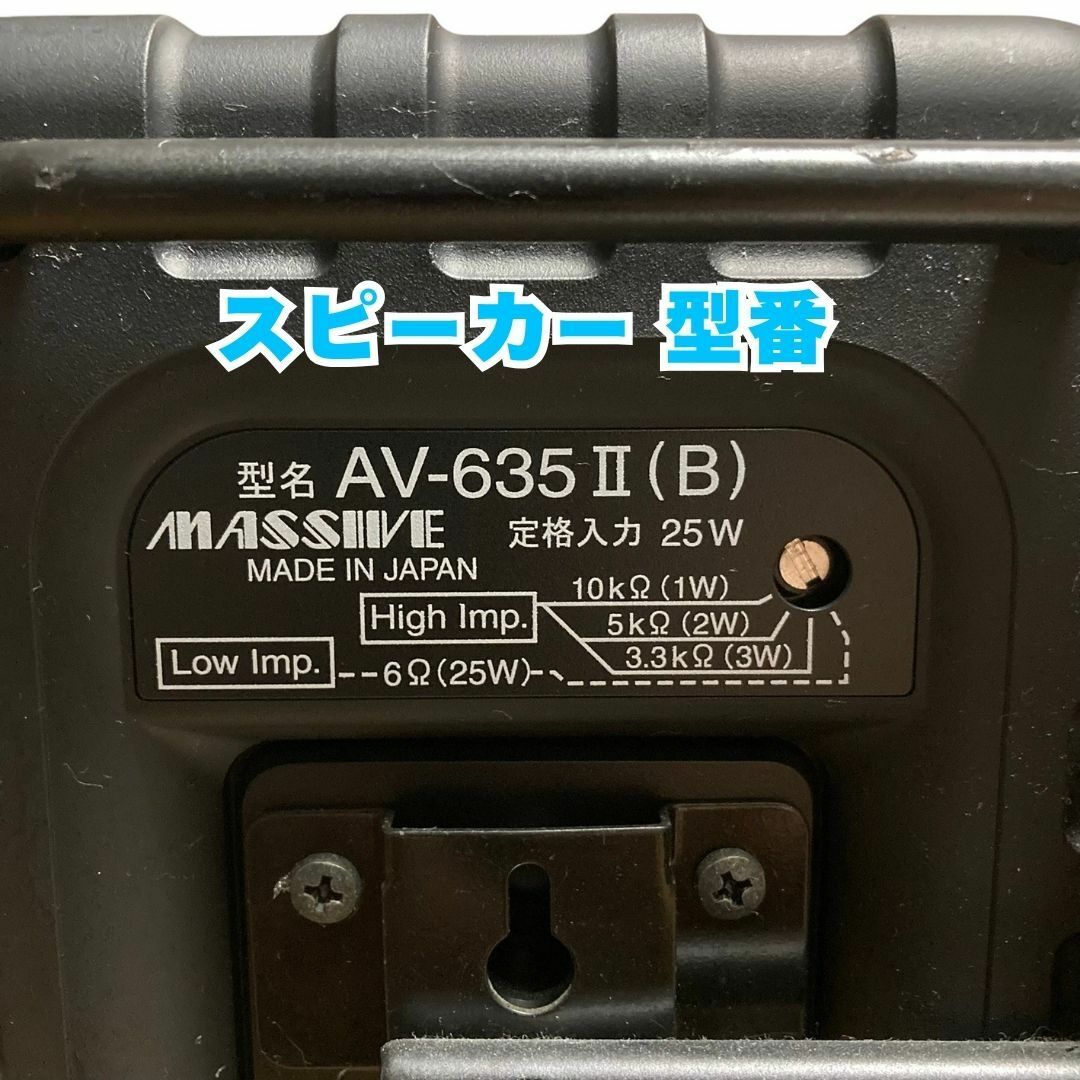 スピーカー 型番
型名 AV-635Ⅱ(B)
MASSIIVE 定格入力 25W
MADE IN JAPAN
10kΩ(1W)
High Imp. 5kΩ(2W)
3.3kΩ(3W)
Low Imp. 6Ω(25W)